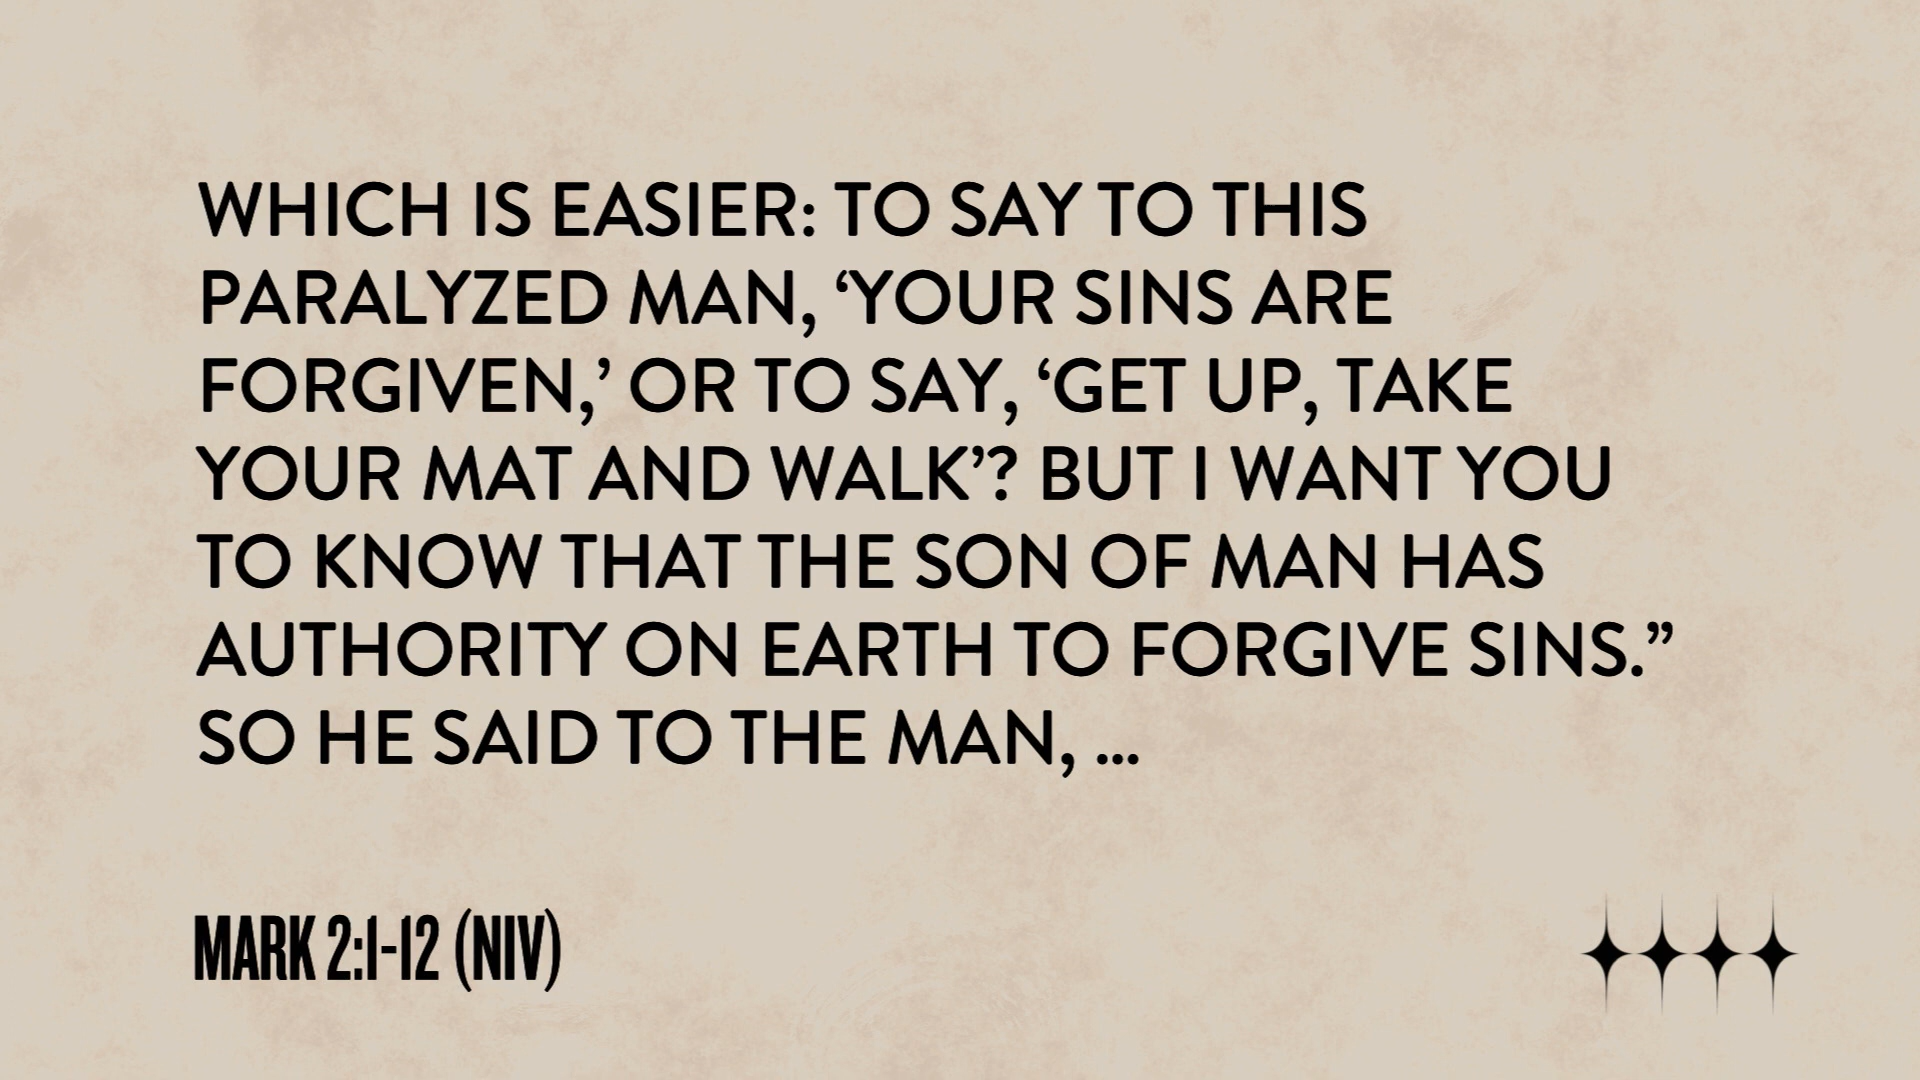 WHICH IS EASIER: TO SAY TO THIS
PARALYZED MAN, ‘YOUR SINS ARE
FORGIVEN,’ OR TO SAY, ‘GET UP, TAKE
YOUR MAT AND WALK’? BUT I WANT YOU
TO KNOW THAT THE SON OF MAN HAS
AUTHORITY ON EARTH TO FORGIVE SINS.”
SO HE SAID TO THE MAN, ...
MARK 2:1-12 (NIV)